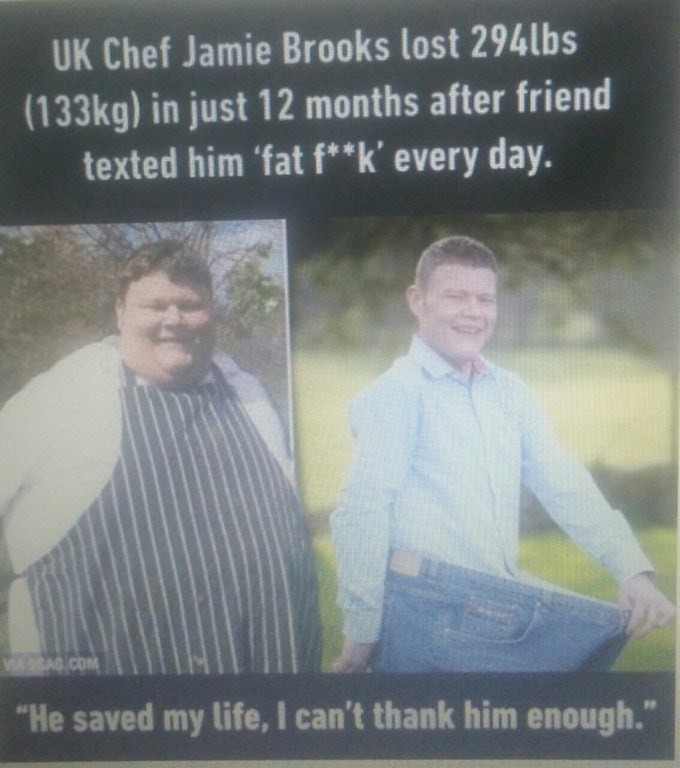 UK Chef Jamie Brooks lost 294lbs
(133kg) in just 12 months after friend
texted him 'fat f**k' every day.
VIA 9GAG.COM
"He saved my life, I can't thank him enough."